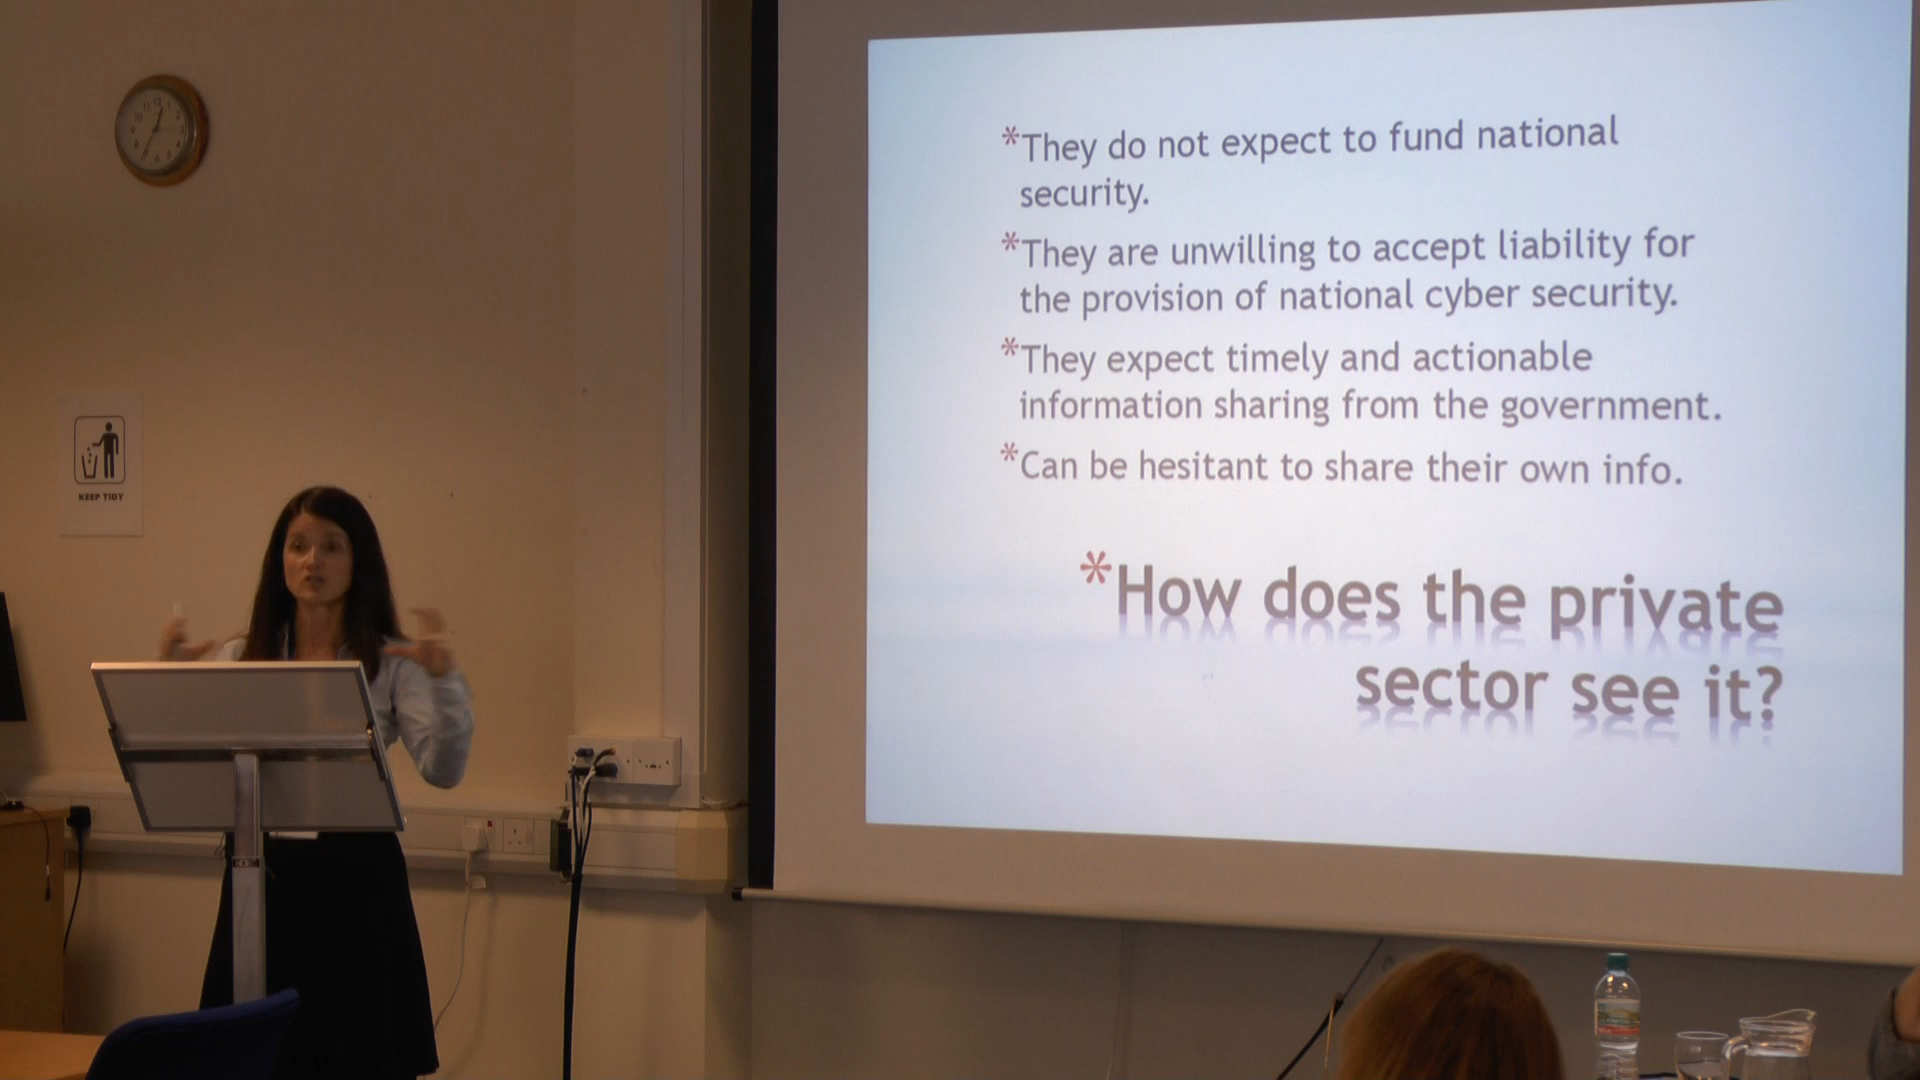 *They do not expect to fund national
security.
*They are unwilling to accept liability for
the provision of national cyber security.
*They expect timely and actionable
information sharing from the government.
*Can be hesitant to share their own info.
*How does the private
sector see it?
KEEP TIDY